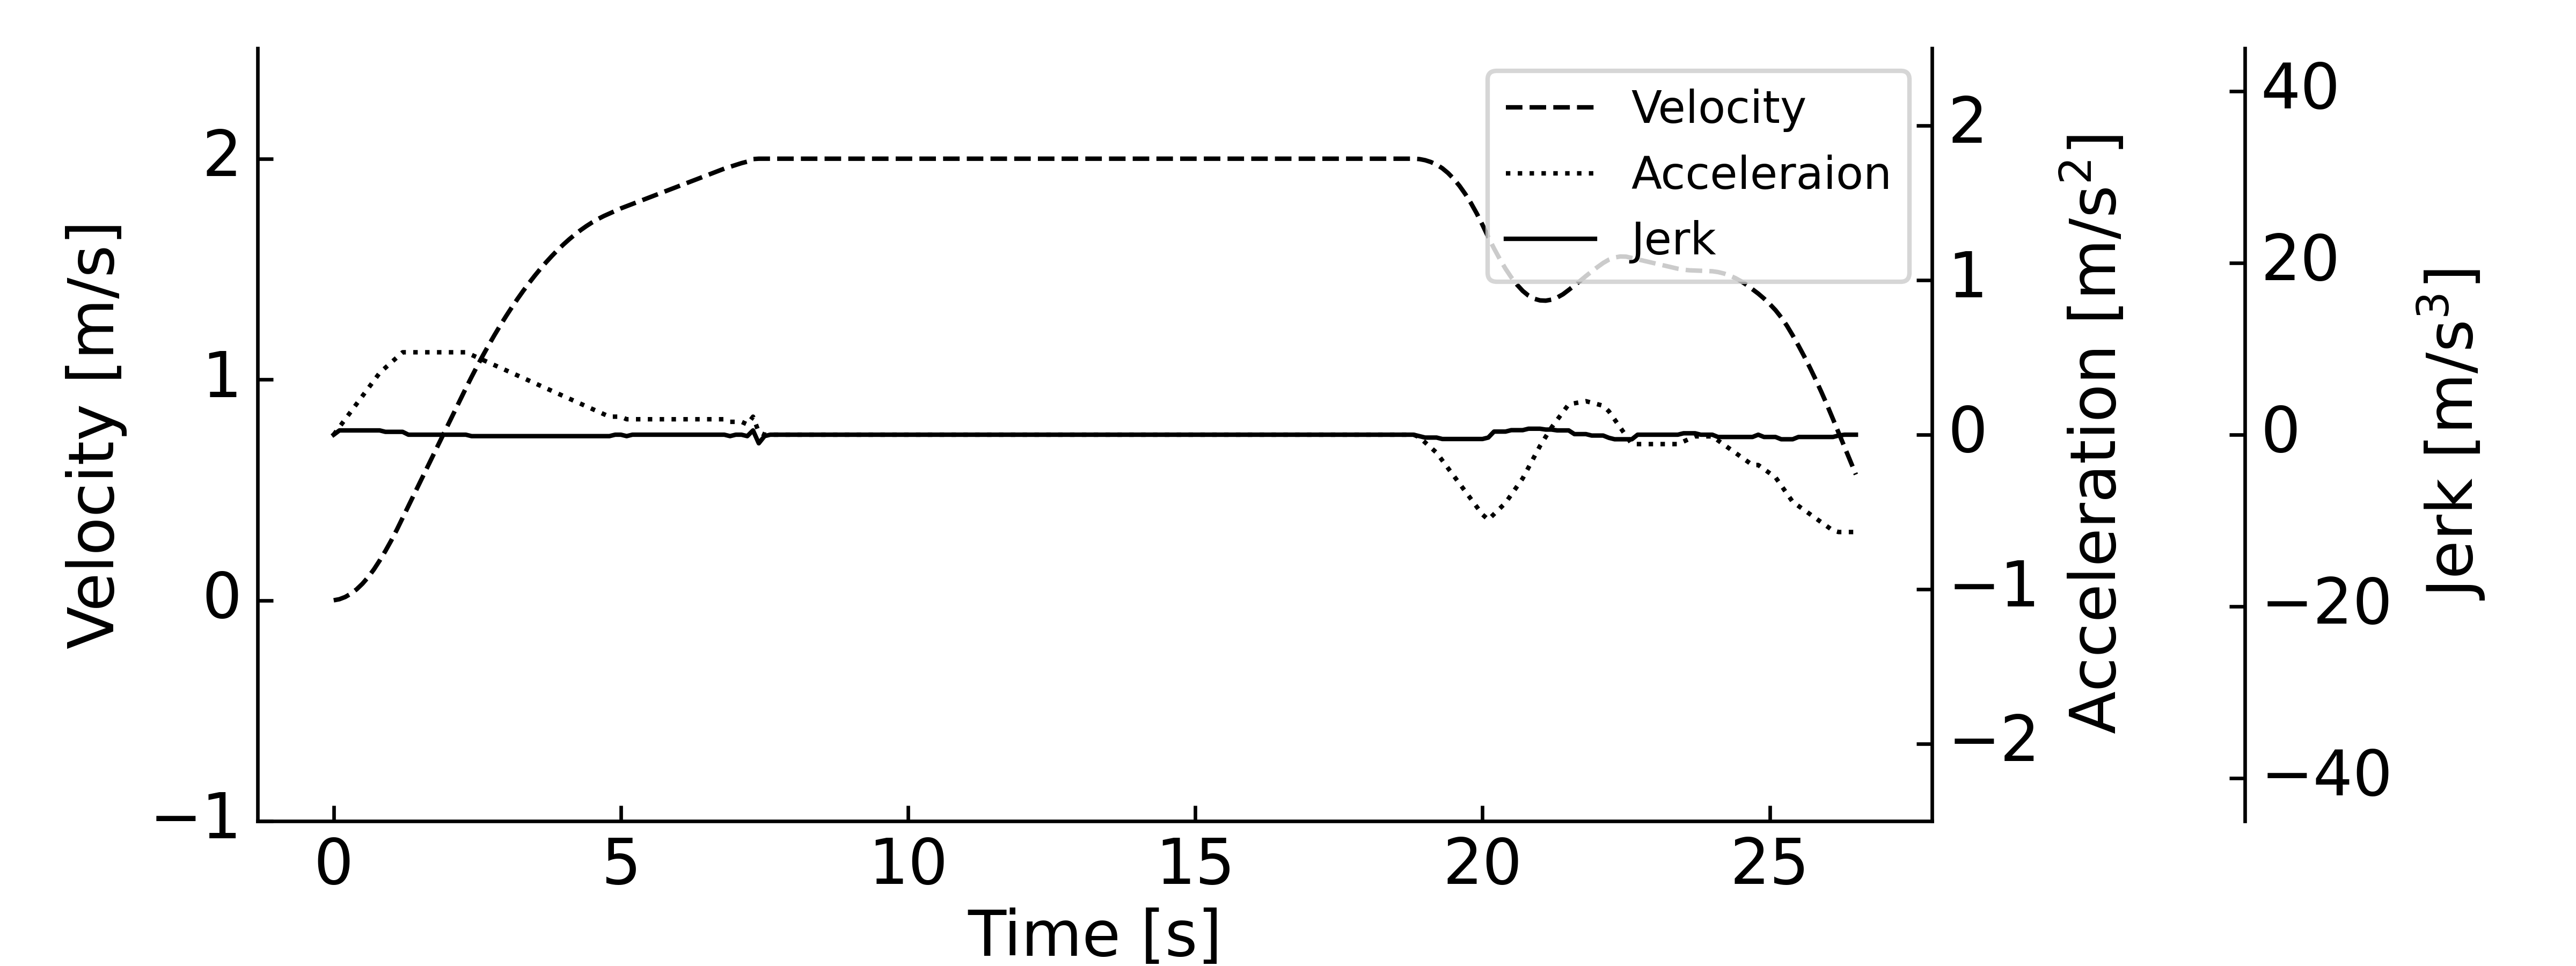 Velocity [m/s]
2
1
0
−1
0 5 10 15 20 25
Time [s]
Velocity
Acceleraion
Jerk
2
1
0
−1
−2
Acceleration [m/s²]
40
20
0
−20
−40
Jerk [m/s³]